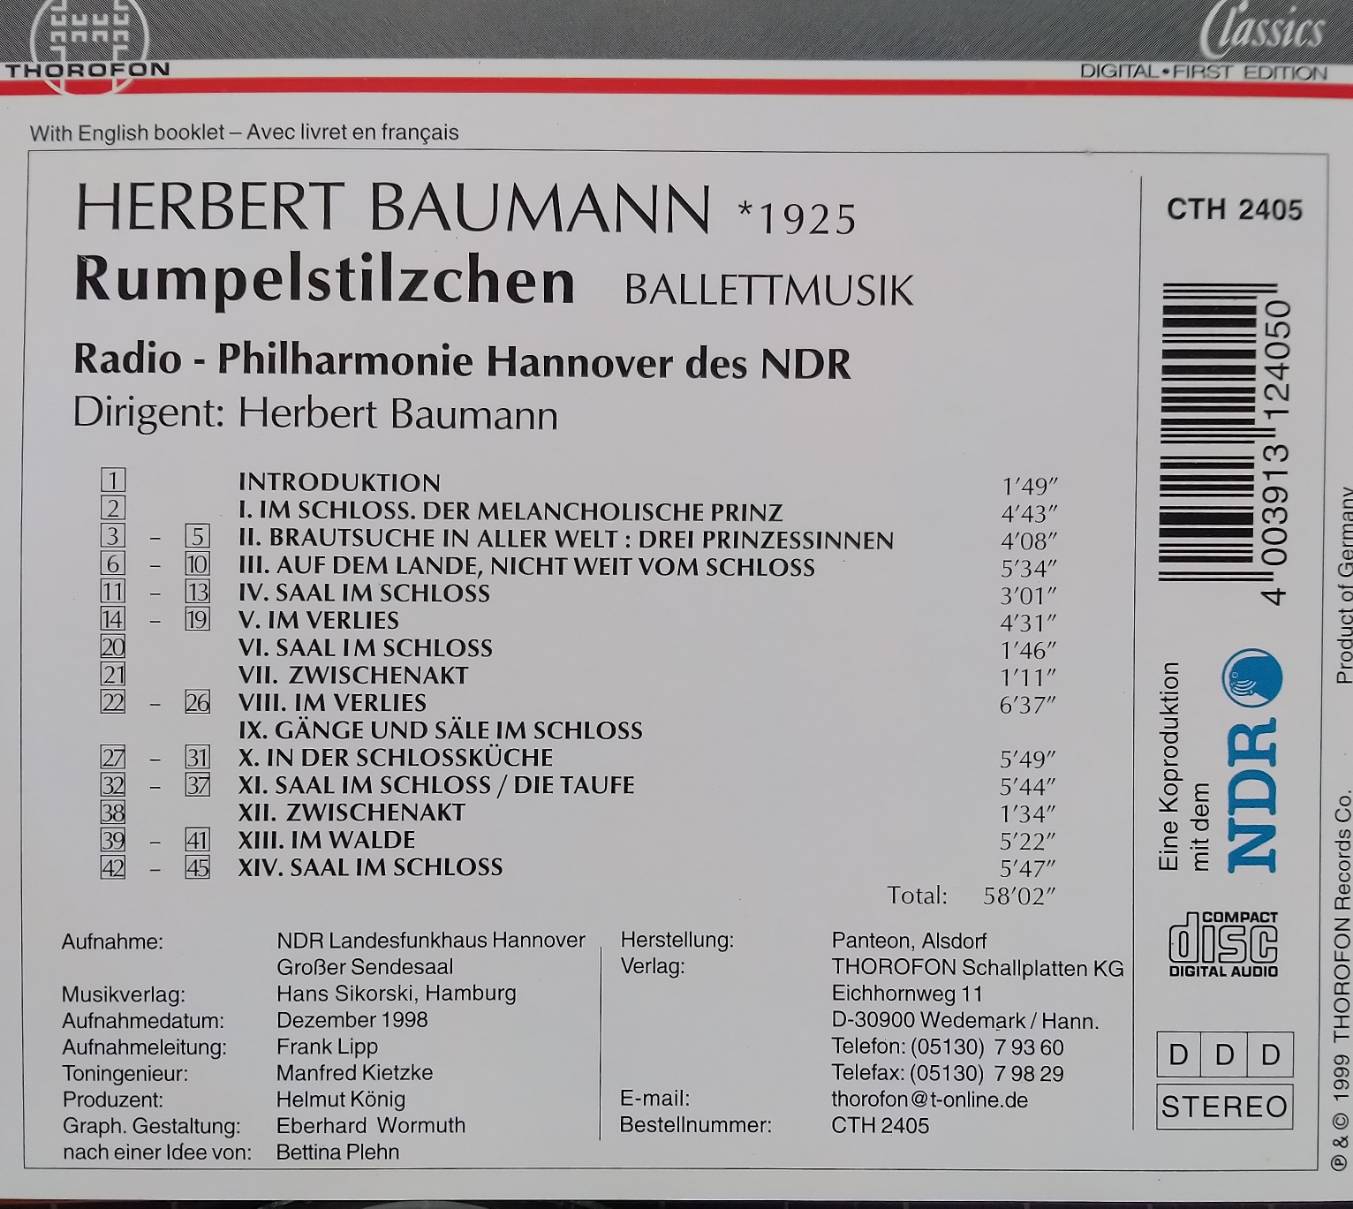 THOROFON
Classics
DIGITAL • FIRST EDITION
With English booklet – Avec livret en français
HERBERT BAUMANN *1925
Rumpelstilzchen BALLETTMUSIK
Radio - Philharmonie Hannover des NDR
Dirigent: Herbert Baumann
1 INTRODUKTION 1'49"
2 I. IM SCHLOSS. DER MELANCHOLISCHE PRINZ 4'43"
3 – 5 II. BRAUTSUCHE IN ALLER WELT : DREI PRINZESSINNEN 4'08"
6 – 10 III. AUF DEM LANDE, NICHT WEIT VOM SCHLOSS 5'34"
11 – 13 IV. SAAL IM SCHLOSS 3'01"
14 – 19 V. IM VERLIES 4'31"
20 VI. SAAL IM SCHLOSS 1'46"
21 VII. ZWISCHENAKT 1'11"
22 – 26 VIII. IM VERLIES 6'37"
IX. GÄNGE UND SÄLE IM SCHLOSS
27 – 31 X. IN DER SCHLOSSKÜCHE 5'49"
32 – 37 XI. SAAL IM SCHLOSS / DIE TAUFE 5'44"
38 XII. ZWISCHENAKT 1'34"
39 – 41 XIII. IM WALDE 5'22"
42 – 45 XIV. SAAL IM SCHLOSS 5'47"
Total: 58'02"
Aufnahme: NDR Landesfunkhaus Hannover
Großer Sendesaal
Musikverlag: Hans Sikorski, Hamburg
Aufnahmedatum: Dezember 1998
Aufnahmeleitung: Frank Lipp
Toningenieur: Manfred Kietzke
Produzent: Helmut König
Graph. Gestaltung: Eberhard Wormuth
nach einer Idee von: Bettina Plehn
Herstellung: Panteon, Alsdorf
Verlag: THOROFON Schallplatten KG
Eichhornweg 11
D-30900 Wedemark / Hann.
Telefon: (05130) 7 93 60
Telefax: (05130) 7 98 29
E-mail: thorofon@t-online.de
Bestellnummer: CTH 2405
CTH 2405
4 003913 124050
Eine Koproduktion
mit dem
NDR
COMPACT
disc
DIGITAL AUDIO
D D D
STEREO
℗ & © 1999 THOROFON Records Co.
Product of Germany